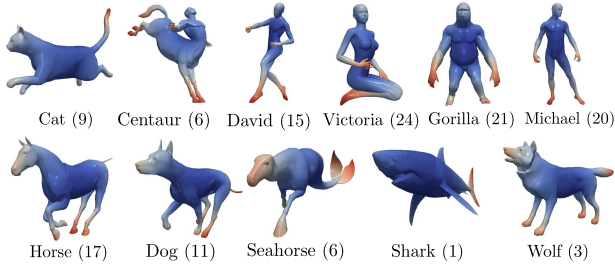 Cat (9) Centaur (6) David (15) Victoria (24) Gorilla (21) Michael (20)
Horse (17) Dog (11) Seahorse (6) Shark (1) Wolf (3)